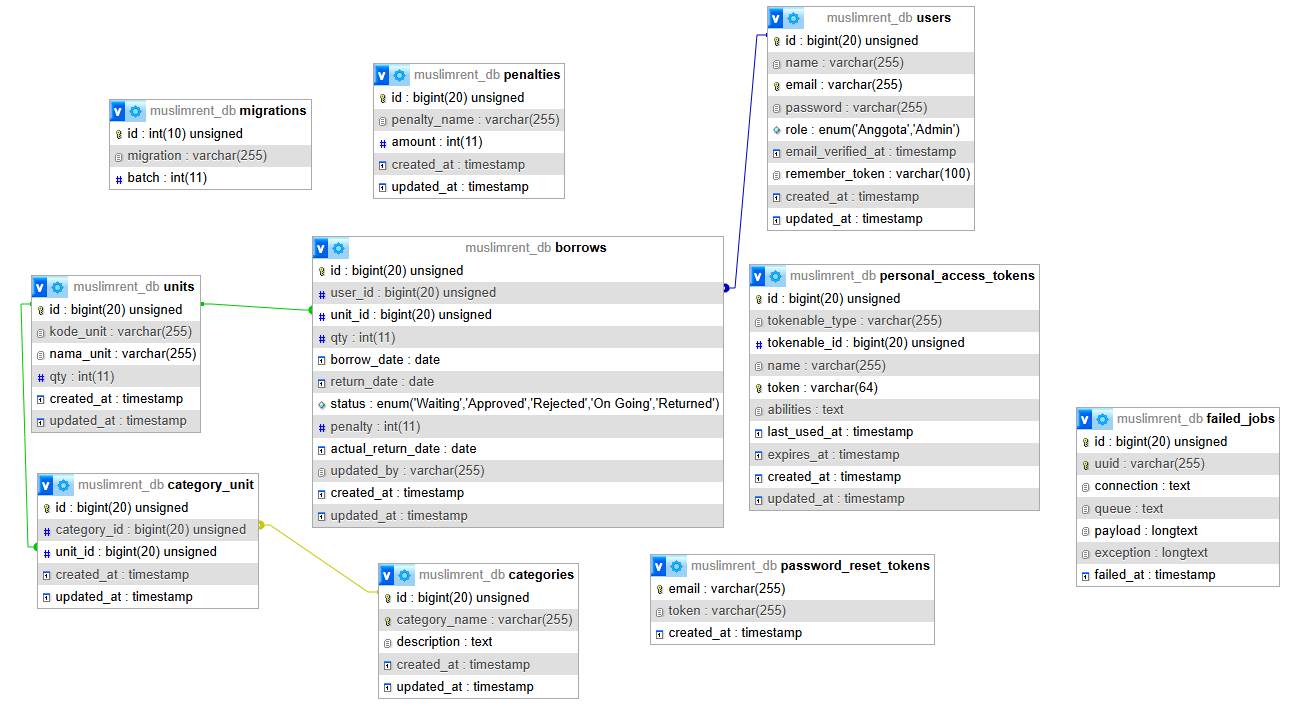 muslimrent_db users
id : bigint(20) unsigned
name : varchar(255)
email : varchar(255)
password : varchar(255)
role : enum('Anggota','Admin')
email_verified_at : timestamp
remember_token : varchar(100)
created_at : timestamp
updated_at : timestamp
muslimrent_db penalties
id : bigint(20) unsigned
penalty_name : varchar(255)
amount : int(11)
created_at : timestamp
updated_at : timestamp
muslimrent_db migrations
id : int(10) unsigned
migration : varchar(255)
batch : int(11)
muslimrent_db borrows
id : bigint(20) unsigned
user_id : bigint(20) unsigned
unit_id : bigint(20) unsigned
qty : int(11)
borrow_date : date
return_date : date
status : enum('Waiting','Approved','Rejected','On Going','Returned')
penalty : int(11)
actual_return_date : date
updated_by : varchar(255)
created_at : timestamp
updated_at : timestamp
muslimrent_db units
id : bigint(20) unsigned
kode_unit : varchar(255)
nama_unit : varchar(255)
qty : int(11)
created_at : timestamp
updated_at : timestamp
muslimrent_db personal_access_tokens
id : bigint(20) unsigned
tokenable_type : varchar(255)
tokenable_id : bigint(20) unsigned
name : varchar(255)
token : varchar(64)
abilities : text
last_used_at : timestamp
expires_at : timestamp
created_at : timestamp
updated_at : timestamp
muslimrent_db failed_jobs
id : bigint(20) unsigned
uuid : varchar(255)
connection : text
queue : text
payload : longtext
exception : longtext
failed_at : timestamp
muslimrent_db category_unit
id : bigint(20) unsigned
category_id : bigint(20) unsigned
unit_id : bigint(20) unsigned
created_at : timestamp
updated_at : timestamp
muslimrent_db categories
id : bigint(20) unsigned
category_name : varchar(255)
description : text
created_at : timestamp
updated_at : timestamp
muslimrent_db password_reset_tokens
email : varchar(255)
token : varchar(255)
created_at : timestamp